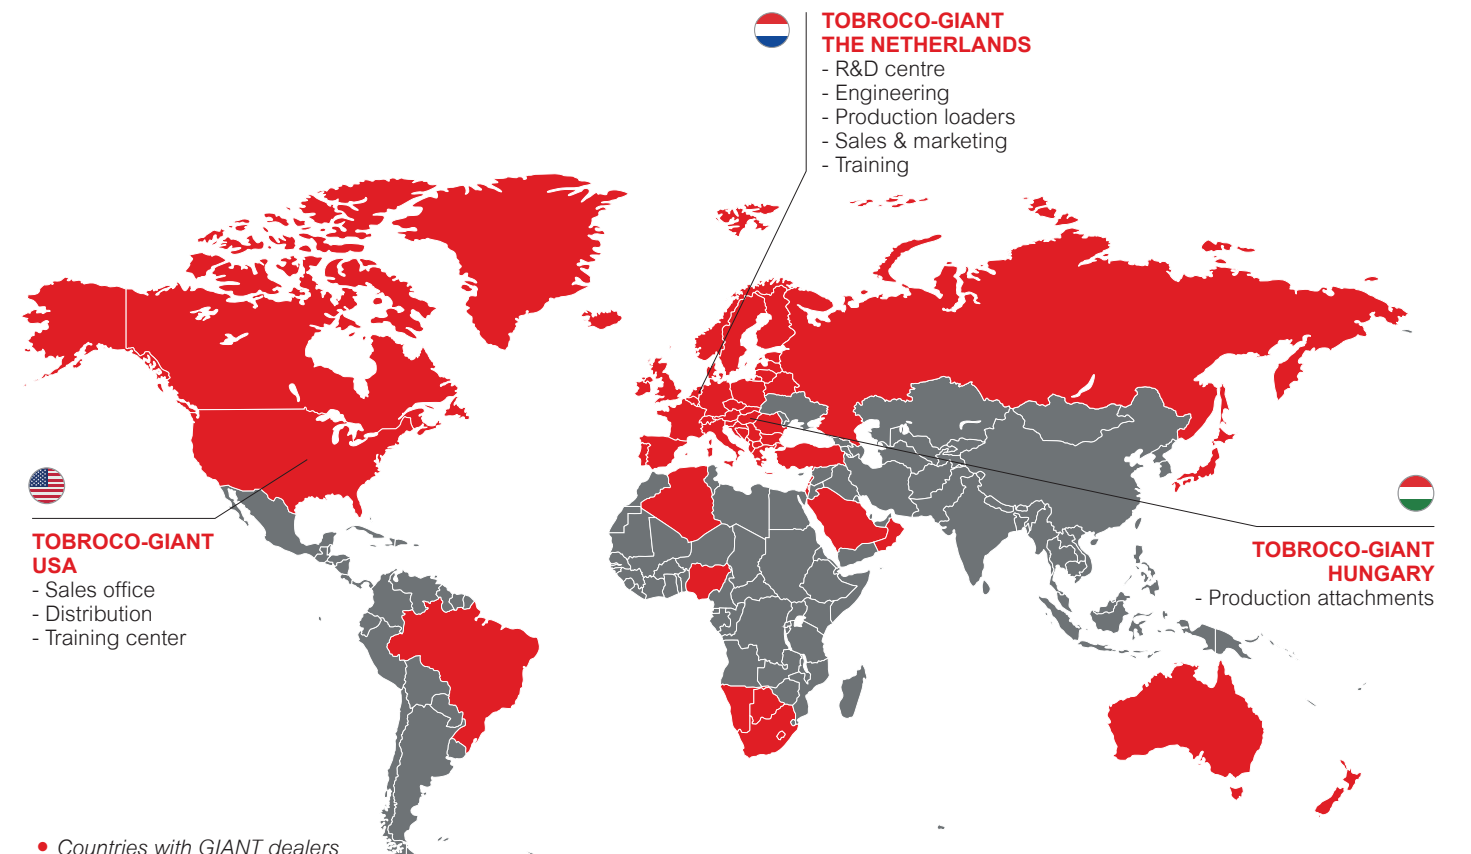 TOBROCO-GIANT
THE NETHERLANDS
- R&D centre
- Engineering
- Production loaders
- Sales & marketing
- Training
TOBROCO-GIANT
USA
- Sales office
- Distribution
- Training center
TOBROCO-GIANT
HUNGARY
- Production attachments
• Countries with GIANT dealers